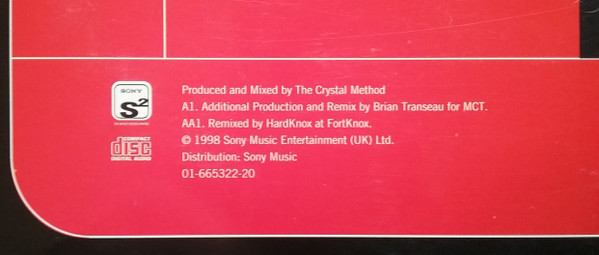 SONY
S2
COMPACT
disc
DIGITAL AUDIO
Produced and Mixed by The Crystal Method
A1. Additional Production and Remix by Brian Transeau for MCT.
AA1. Remixed by HardKnox at FortKnox.
© 1998 Sony Music Entertainment (UK) Ltd.
Distribution: Sony Music
01-665322-20